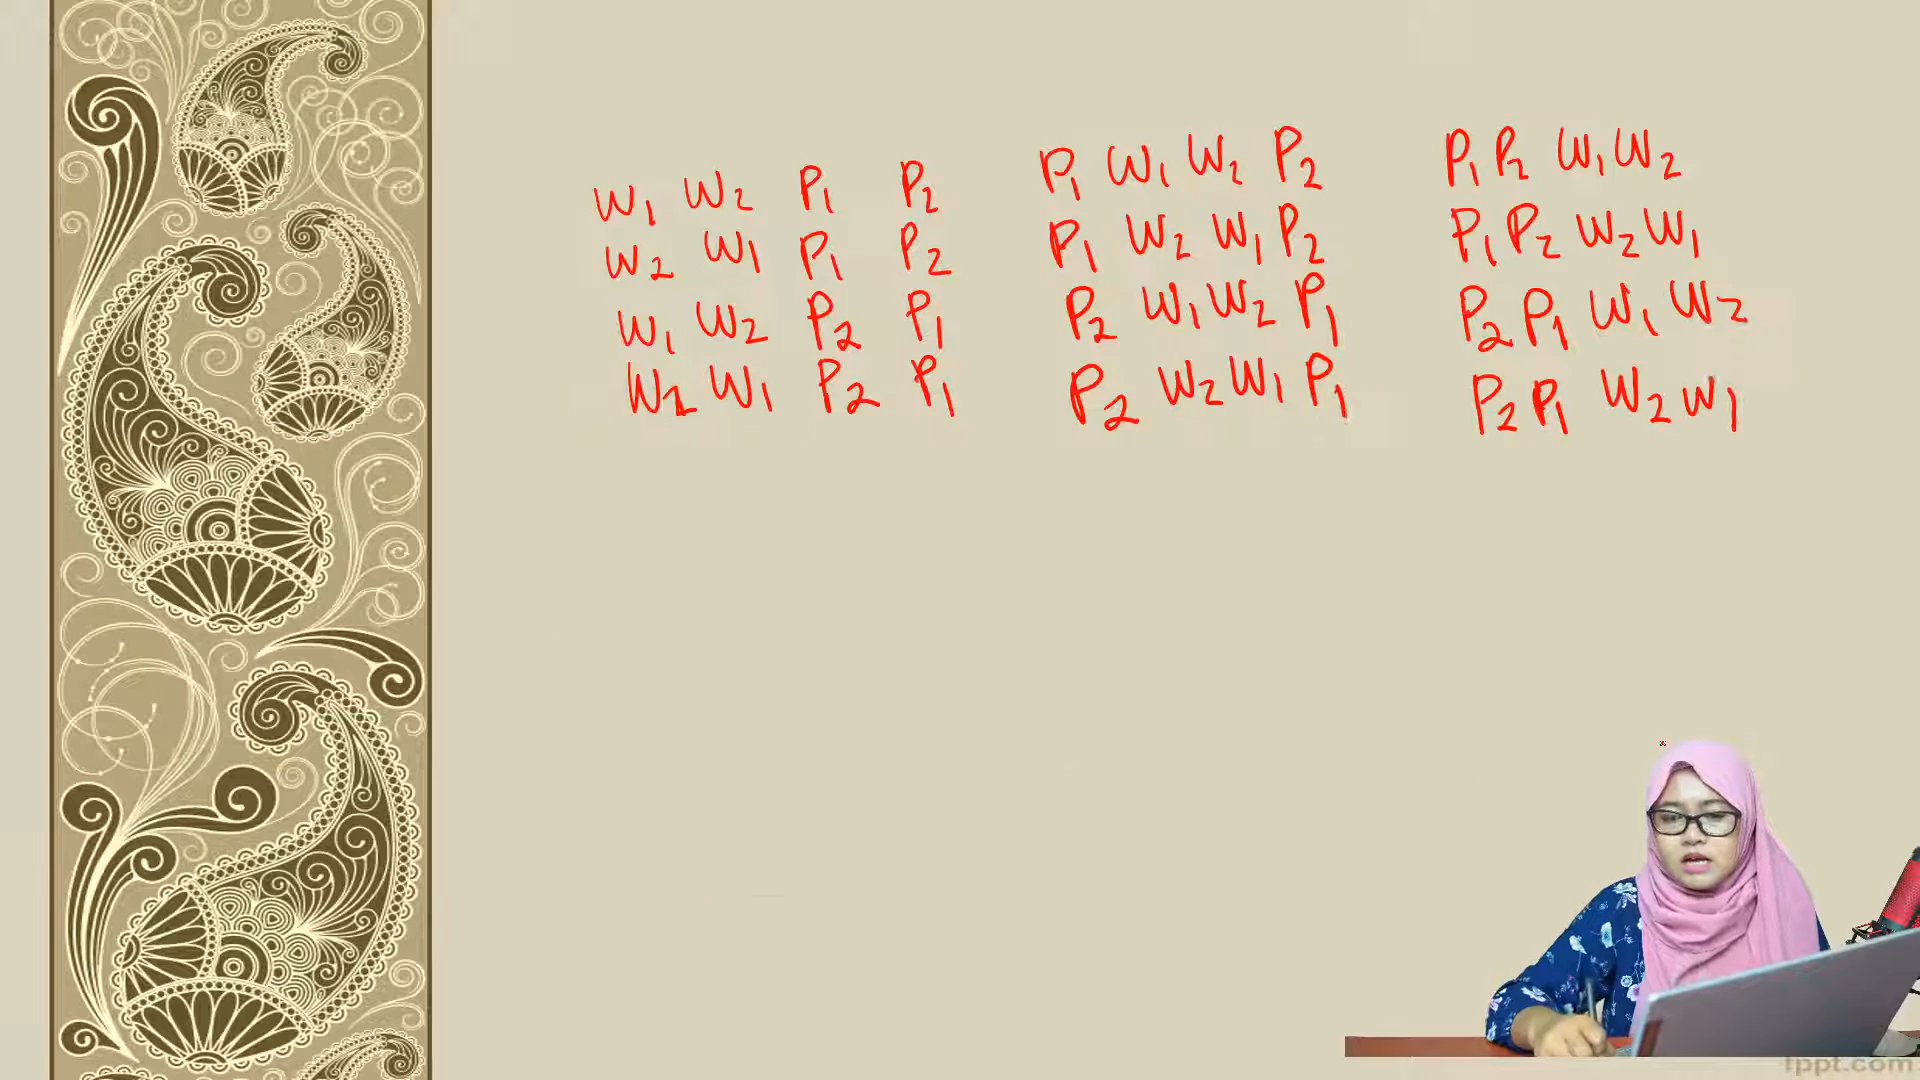 W1 W2 P1 P2
W2 W1 P1 P2
W1 W2 P2 P1
W2 W1 P2 P1
P1 W1 W2 P2
P1 W2 W1 P2
P2 W1 W2 P1
P2 W2 W1 P1
P1 P2 W1 W2
P1 P2 W2 W1
P2 P1 W1 W2
P2 P1 W2 W1
fppt.com